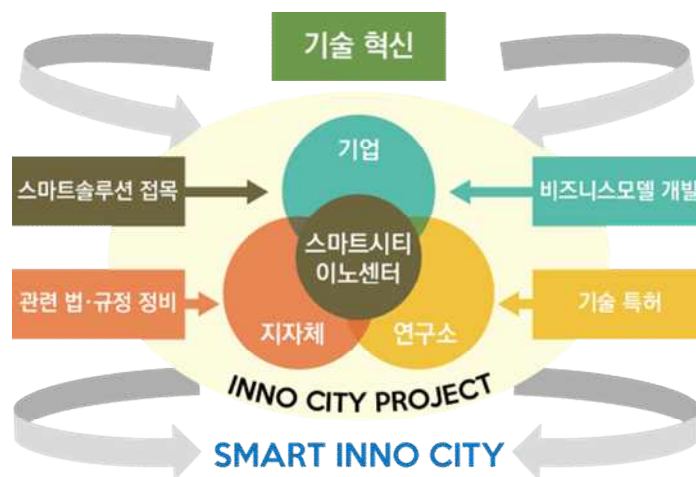 기술 혁신
기업
스마트솔루션 접목
비즈니스모델 개발
스마트시티
이노센터
관련 법·규정 정비
기술 특허
지자체
연구소
INNO CITY PROJECT
SMART INNO CITY